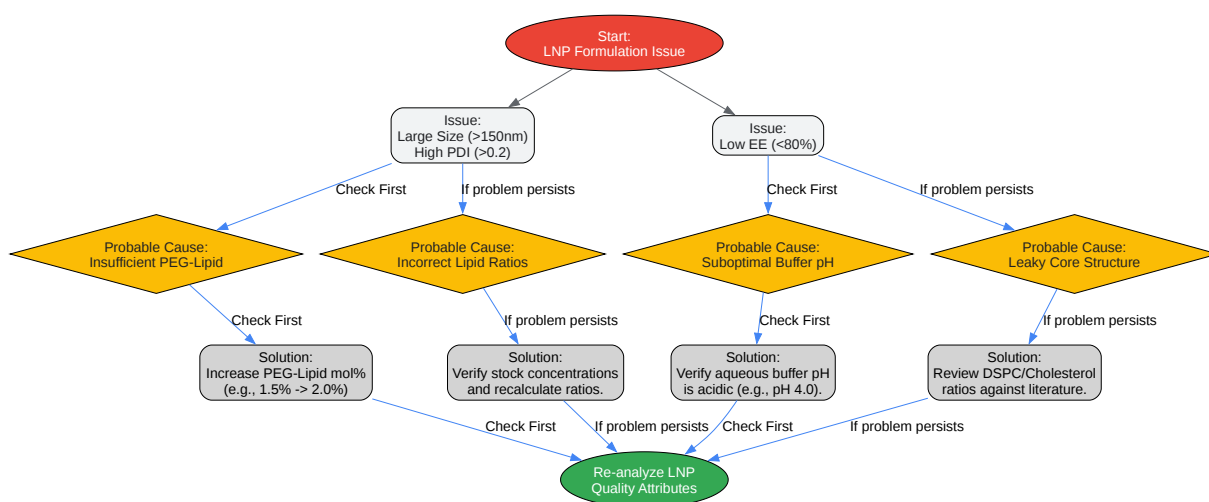 Start:
LNP Formulation Issue
Issue:
Large Size (>150nm)
High PDI (>0.2)
Issue:
Low EE (<80%)
Check First
If problem persists
Check First
If problem persists
Probable Cause:
Insufficient PEG-Lipid
Probable Cause:
Incorrect Lipid Ratios
Probable Cause:
Suboptimal Buffer pH
Probable Cause:
Leaky Core Structure
Check First
If problem persists
Check First
If problem persists
Solution:
Increase PEG-Lipid mol%
(e.g., 1.5% -> 2.0%)
Solution:
Verify stock concentrations
and recalculate ratios.
Solution:
Verify aqueous buffer pH
is acidic (e.g., pH 4.0).
Solution:
Review DSPC/Cholesterol
ratios against literature.
Check First
If problem persists
Check First
If problem persists
Re-analyze LNP
Quality Attributes